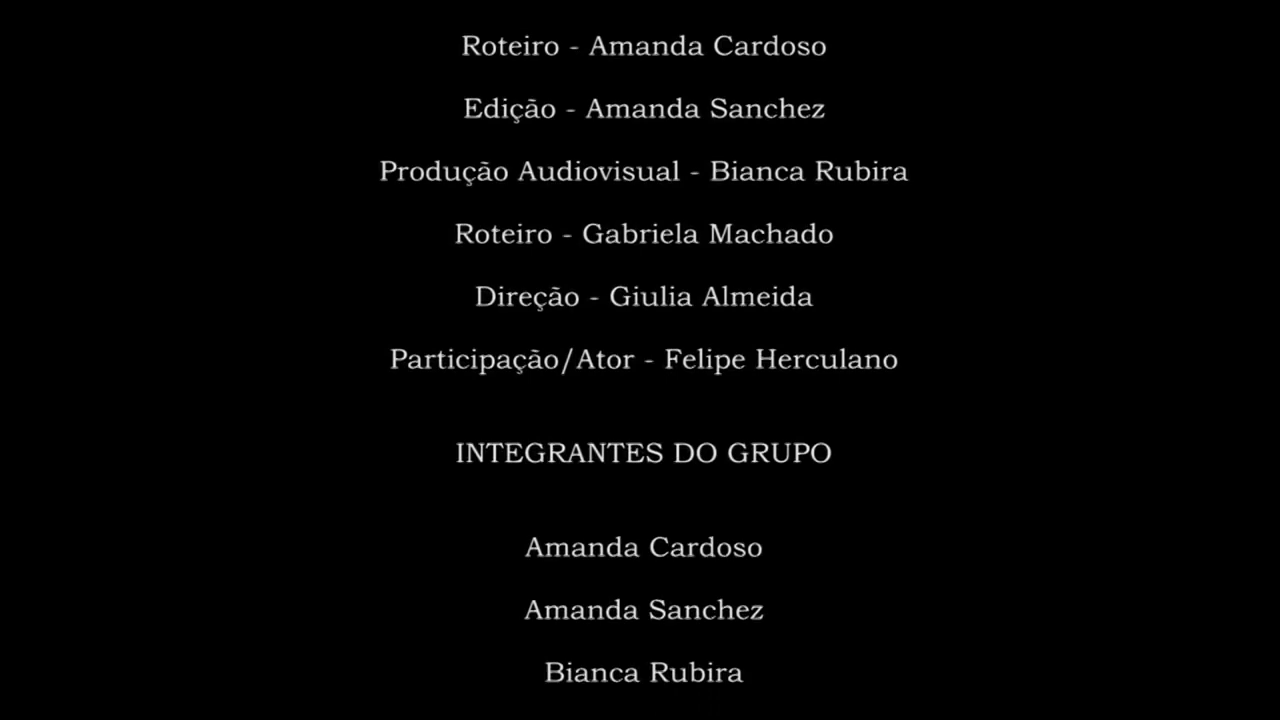 Roteiro - Amanda Cardoso
Edição - Amanda Sanchez
Produção Audiovisual - Bianca Rubira
Roteiro - Gabriela Machado
Direção - Giulia Almeida
Participação/Ator - Felipe Herculano
INTEGRANTES DO GRUPO
Amanda Cardoso
Amanda Sanchez
Bianca Rubira